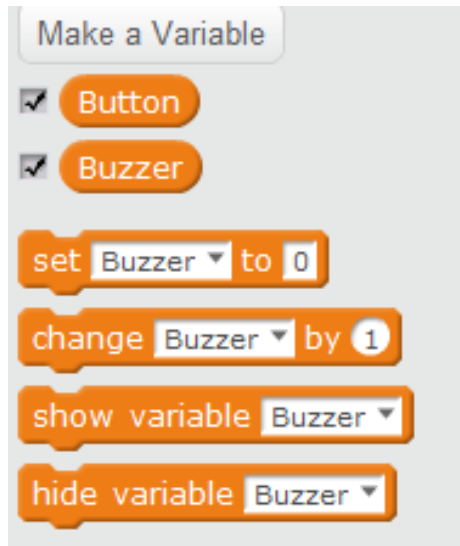 Make a Variable
Button
Buzzer
set Buzzer to 0
change Buzzer by 1
show variable Buzzer
hide variable Buzzer